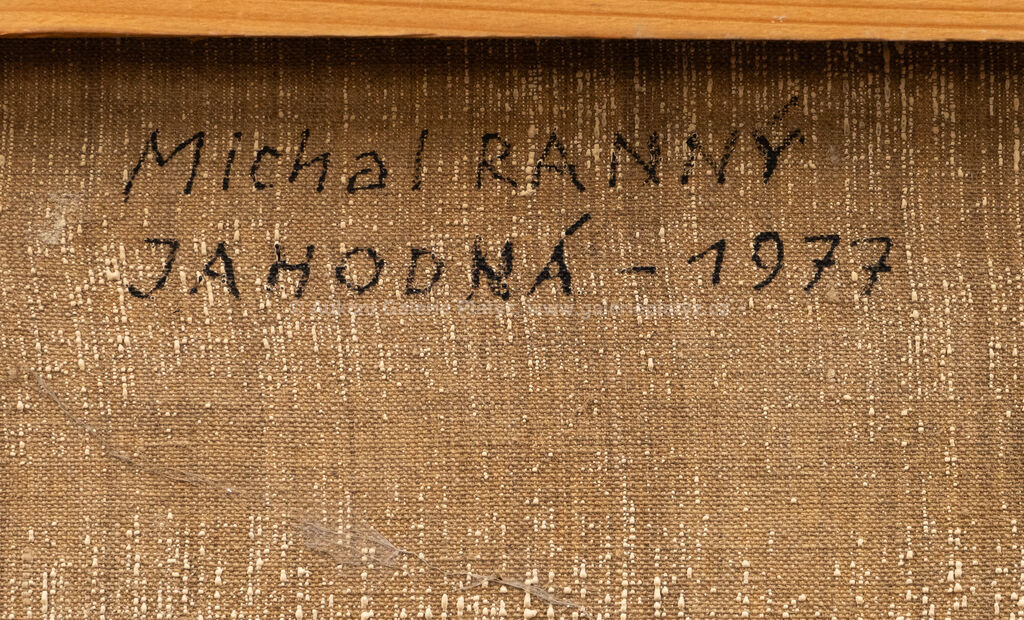 Michal RANNÝ
JAHODNÁ - 1977